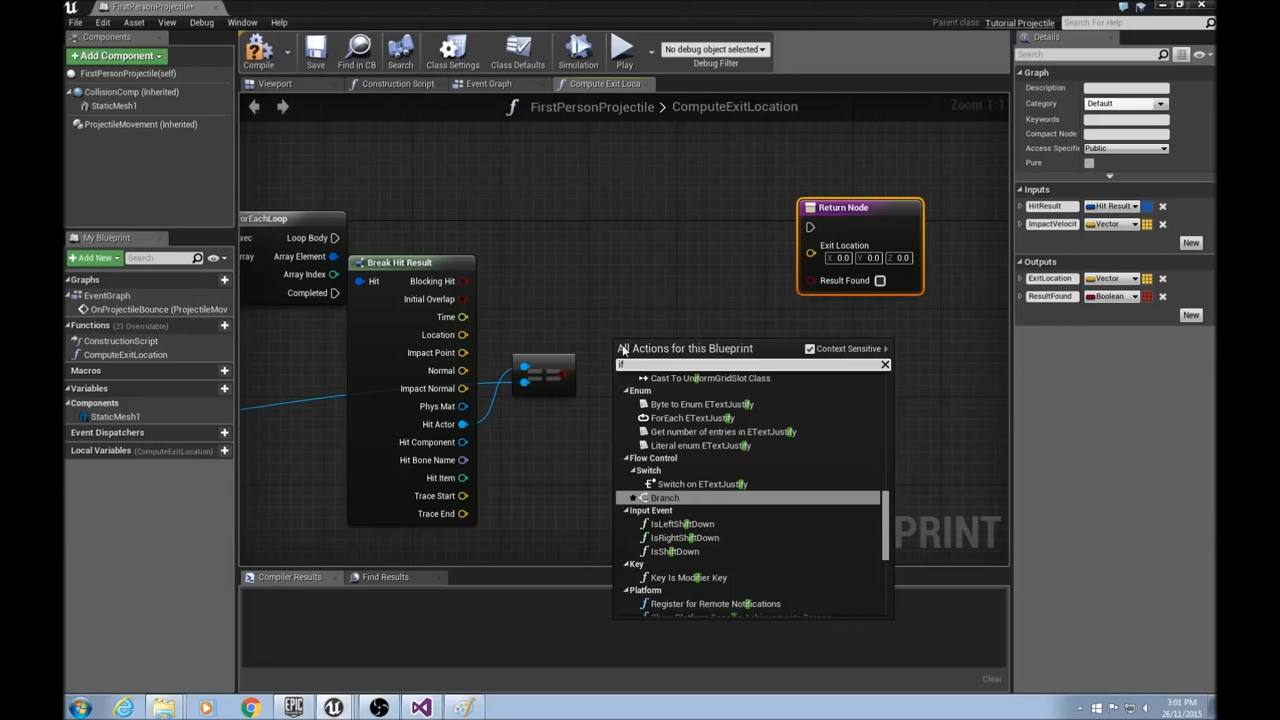 FirstPersonProjectile*
File Edit Asset View Debug Window Help
Parent class: Tutorial Projectile
Search For Help
Components
+Add Component
FirstPersonProjectile(self)
CollisionComp (Inherited)
StaticMesh1
ProjectileMovement (Inherited)
Compile
Save
Find in CB
Search
Class Settings
Class Defaults
Simulation
Play
No debug object selected
Debug Filter
Viewport
Construction Script
Event Graph
Compute Exit Loca
FirstPersonProjectile > ComputeExitLocation
Zoom 1:1
My Blueprint
+Add New
Search
Graphs
EventGraph
OnProjectileBounce (ProjectileMov
Functions (21 Overridable)
ConstructionScript
ComputeExitLocation
Macros
Variables
Components
StaticMesh1
Event Dispatchers
Local Variables (ComputeExitLocation)
orEachLoop
xec
Loop Body
rray
Array Element
Array Index
Completed
Break Hit Result
Hit
Blocking Hit
Initial Overlap
Time
Location
Impact Point
Normal
Impact Normal
Phys Mat
Hit Actor
Hit Component
Hit Bone Name
Hit Item
Trace Start
Trace End
==
Return Node
Exit Location
X 0.0 Y 0.0 Z 0.0
Result Found
All Actions for this Blueprint
Context Sensitive
if
Cast To UniformGridSlot Class
Enum
Byte to Enum ETextJustify
ForEach ETextJustify
Get number of entries in ETextJustify
Literal enum ETextJustify
Flow Control
Switch
Switch on ETextJustify
Branch
Input Event
IsLeftShiftDown
IsRightShiftDown
IsShiftDown
Key
Key Is Modifier Key
Platform
Register for Remote Notifications
RINT
Compiler Results
Find Results
Clear
Details
Search
Graph
Description
Category
Default
Keywords
Compact Node
Access Specifi
Public
Pure
Inputs
HitResult
Hit Result
ImpactVelocit
Vector
New
Outputs
ExitLocation
Vector
ResultFound
Boolean
New
EPIC
3:01 PM
26/11/2015